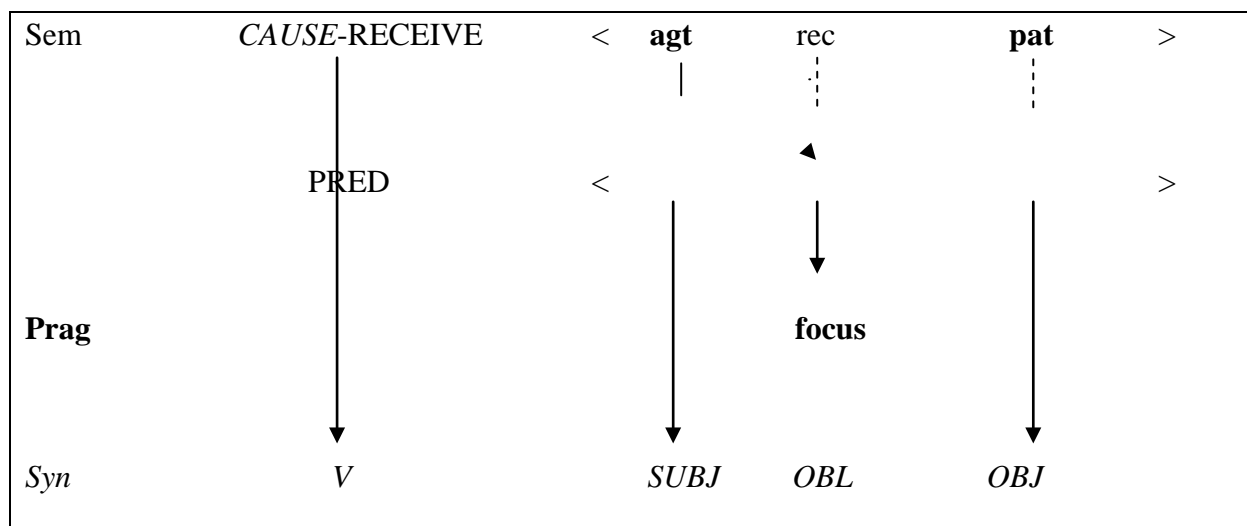 Sem CAUSE-RECEIVE < agt rec pat >
PRED < >
Prag focus
Syn V SUBJ OBL OBJ